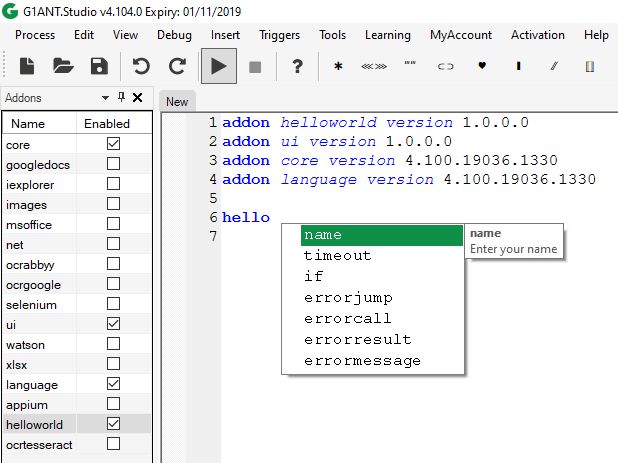 G1ANT.Studio v4.104.0 Expiry: 01/11/2019
Process Edit View Debug Insert Triggers Tools Learning MyAccount Activation Help
? * <<< >>> "" "" ⊂⊃ ♥ ▮ // []
Addons
New
Name Enabled
core
googledocs
iexplorer
images
msoffice
net
ocrabbyy
ocrgoogle
selenium
ui
watson
xlsx
language
appium
helloworld
ocrtesseract
1 addon helloworld version 1.0.0.0
2 addon ui version 1.0.0.0
3 addon core version 4.100.19036.1330
4 addon language version 4.100.19036.1330
5
6 hello
7
name
timeout
if
errorjump
errorcall
errorresult
errormessage
name
Enter your name